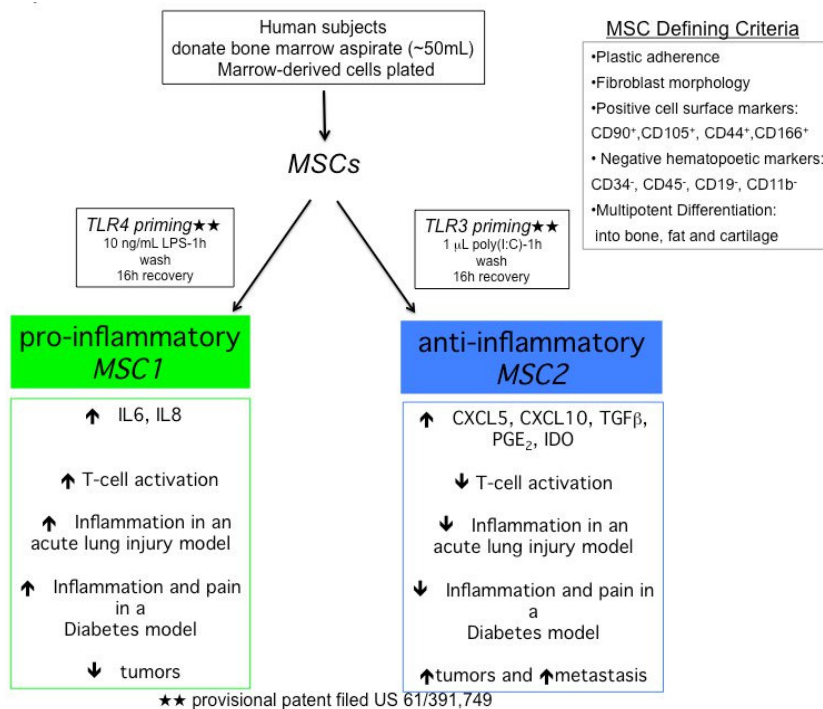 Human subjects
donate bone marrow aspirate (~50mL)
Marrow-derived cells plated
MSC Defining Criteria
•Plastic adherence
•Fibroblast morphology
•Positive cell surface markers:
CD90⁺,CD105⁺, CD44⁺,CD166⁺
• Negative hematopoetic markers:
CD34⁻, CD45⁻, CD19⁻, CD11b⁻
•Multipotent Differentiation:
into bone, fat and cartilage
MSCs
TLR4 priming★★
10 ng/mL LPS-1h
wash
16h recovery
TLR3 priming★★
1 μL poly(I:C)-1h
wash
16h recovery
pro-inflammatory
MSC1
↑ IL6, IL8
↑ T-cell activation
↑ Inflammation in an
acute lung injury model
↑ Inflammation and pain
in a
Diabetes model
↓ tumors
anti-inflammatory
MSC2
↑ CXCL5, CXCL10, TGFβ,
PGE₂, IDO
↓ T-cell activation
↓ Inflammation in an
acute lung injury model
↓ Inflammation and pain in
a
Diabetes model
↑tumors and ↑metastasis
★★ provisional patent filed US 61/391,749